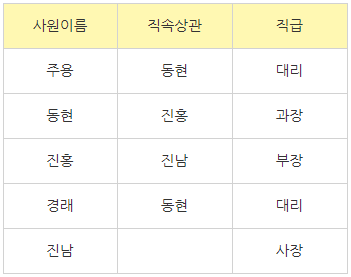 사원이름 직속상관 직급
주용 동현 대리
동현 진홍 과장
진홍 진남 부장
경래 동현 대리
진남 사장